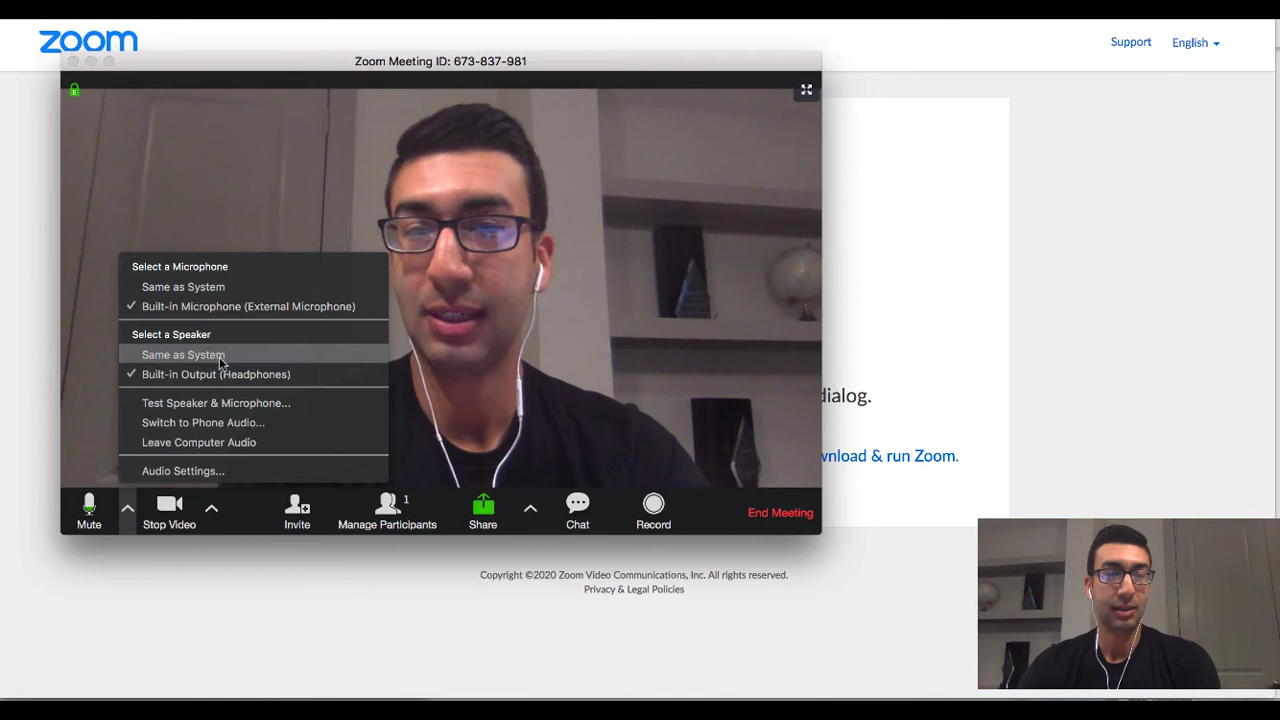 zoom
Support
English
Zoom Meeting ID: 673-837-981
E
Select a Microphone
Same as System
Built-in Microphone (External Microphone)
Select a Speaker
Same as System
Built-in Output (Headphones)
Test Speaker & Microphone...
Switch to Phone Audio...
Leave Computer Audio
Audio Settings...
dialog.
wnload & run Zoom.
Mute
Stop Video
Invite
1
Manage Participants
Share
Chat
Record
End Meeting
Copyright ©2020 Zoom Video Communications, Inc. All rights reserved.
Privacy & Legal Policies